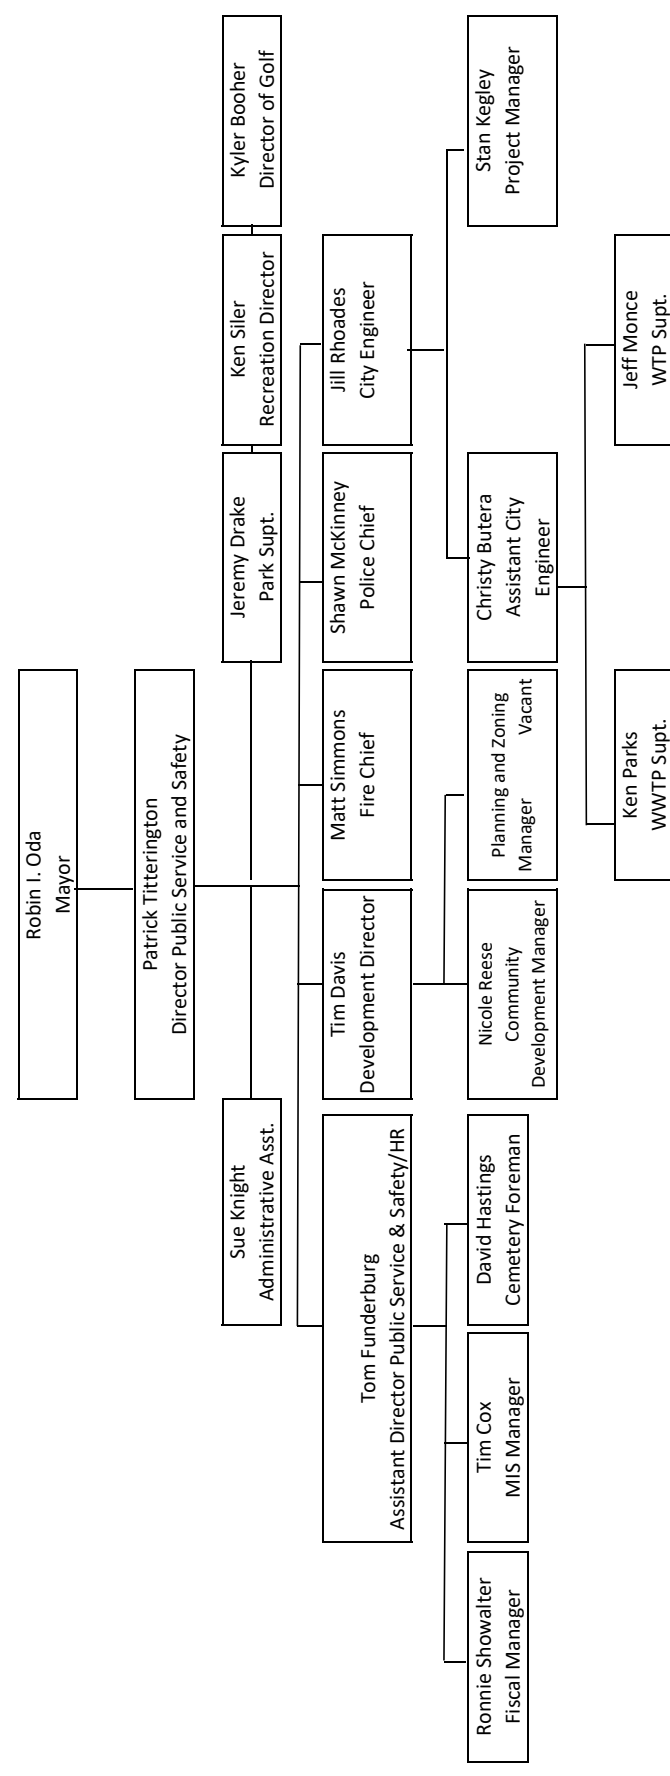 Robin I. Oda
Mayor
Patrick Titterington
Director Public Service and Safety
Sue Knight
Administrative Asst.
Jeremy Drake
Park Supt.
Ken Siler
Recreation Director
Kyler Booher
Director of Golf
Tom Funderburg
Assistant Director Public Service & Safety/HR
Tim Davis
Development Director
Matt Simmons
Fire Chief
Shawn McKinney
Police Chief
Jill Rhoades
City Engineer
Ronnie Showalter
Fiscal Manager
Tim Cox
MIS Manager
David Hastings
Cemetery Foreman
Nicole Reese
Community
Development Manager
Planning and Zoning
Manager Vacant
Christy Butera
Assistant City
Engineer
Stan Kegley
Project Manager
Ken Parks
WWTP Supt.
Jeff Monce
WTP Supt.